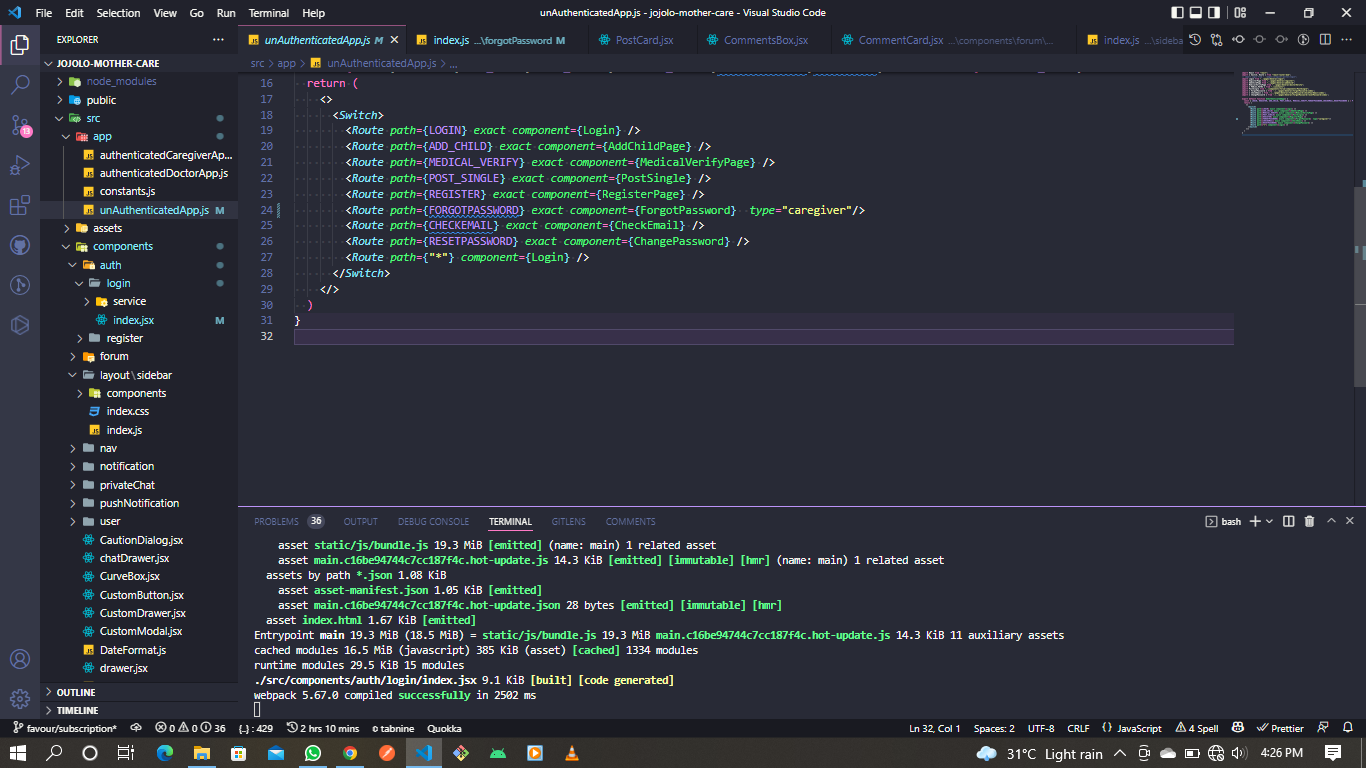 File Edit Selection View Go Run Terminal Help
unAuthenticatedApp.js - jojolo-mother-care - Visual Studio Code
EXPLORER
JOJOLO-MOTHER-CARE
node_modules
public
src
app
authenticatedCaregiverAp...
authenticatedDoctorApp.js
constants.js
unAuthenticatedApp.js M
assets
components
auth
login
service
index.jsx M
register
forum
layout\sidebar
components
index.css
index.js
nav
notification
privateChat
pushNotification
user
CautionDialog.jsx
chatDrawer.jsx
CurveBox.jsx
CustomButton.jsx
CustomDrawer.jsx
CustomModal.jsx
DateFormat.js
drawer.jsx
OUTLINE
TIMELINE
13
unAuthenticatedApp.js M
index.js ...\forgotPassword M
PostCard.jsx
CommentsBox.jsx
CommentCard.jsx ...\components\forum\...
index.js ...\sideba
src > app > unAuthenticatedApp.js > ...
16 return (
17 <>
18 <Switch>
19 <Route path={LOGIN} exact component={Login} />
20 <Route path={ADD_CHILD} exact component={AddChildPage} />
21 <Route path={MEDICAL_VERIFY} exact component={MedicalVerifyPage} />
22 <Route path={POST_SINGLE} exact component={PostSingle} />
23 <Route path={REGISTER} exact component={RegisterPage} />
24 <Route path={FORGOTPASSWORD} exact component={ForgotPassword}  type="caregiver"/>
25 <Route path={CHECKEMAIL} exact component={CheckEmail} />
26 <Route path={RESETPASSWORD} exact component={ChangePassword} />
27 <Route path={"*"} component={Login} />
28 </Switch>
29 </>
30 )
31 }
32
PROBLEMS 36 OUTPUT DEBUG CONSOLE TERMINAL GITLENS COMMENTS
bash
asset static/js/bundle.js 19.3 MiB [emitted] (name: main) 1 related asset
asset main.c16be94744c7cc187f4c.hot-update.js 14.3 KiB [emitted] [immutable] [hmr] (name: main) 1 related asset
assets by path *.json 1.08 KiB
asset asset-manifest.json 1.05 KiB [emitted]
asset main.c16be94744c7cc187f4c.hot-update.json 28 bytes [emitted] [immutable] [hmr]
asset index.html 1.67 KiB [emitted]
Entrypoint main 19.3 MiB (18.5 MiB) = static/js/bundle.js 19.3 MiB main.c16be94744c7cc187f4c.hot-update.js 14.3 KiB 11 auxiliary assets
cached modules 16.5 MiB (javascript) 385 KiB (asset) [cached] 1334 modules
runtime modules 29.5 KiB 15 modules
./src/components/auth/login/index.jsx 9.1 KiB [built] [code generated]
webpack 5.67.0 compiled successfully in 2502 ms
favour/subscription* 0 0 36 {..} : 429 2 hrs 10 mins tabnine Quokka
Ln 32, Col 1 Spaces: 2 UTF-8 CRLF {} JavaScript 4 Spell Prettier
31°C Light rain 4:26 PM